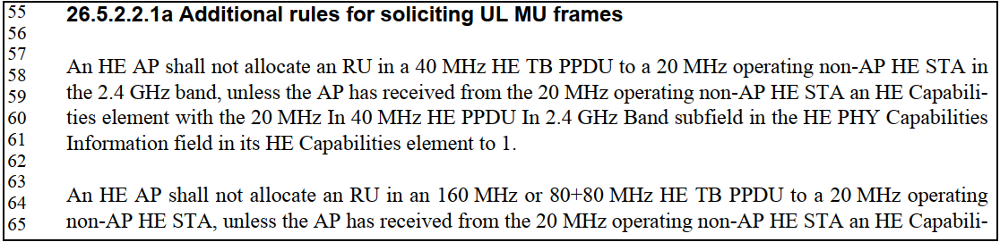 55 26.5.2.2.1a Additional rules for soliciting UL MU frames
56
57
58 An HE AP shall not allocate an RU in a 40 MHz HE TB PPDU to a 20 MHz operating non-AP HE STA in
59 the 2.4 GHz band, unless the AP has received from the 20 MHz operating non-AP HE STA an HE Capabili-
60 ties element with the 20 MHz In 40 MHz HE PPDU In 2.4 GHz Band subfield in the HE PHY Capabilities
61 Information field in its HE Capabilities element to 1.
62
63
64 An HE AP shall not allocate an RU in an 160 MHz or 80+80 MHz HE TB PPDU to a 20 MHz operating
65 non-AP HE STA, unless the AP has received from the 20 MHz operating non-AP HE STA an HE Capabili-